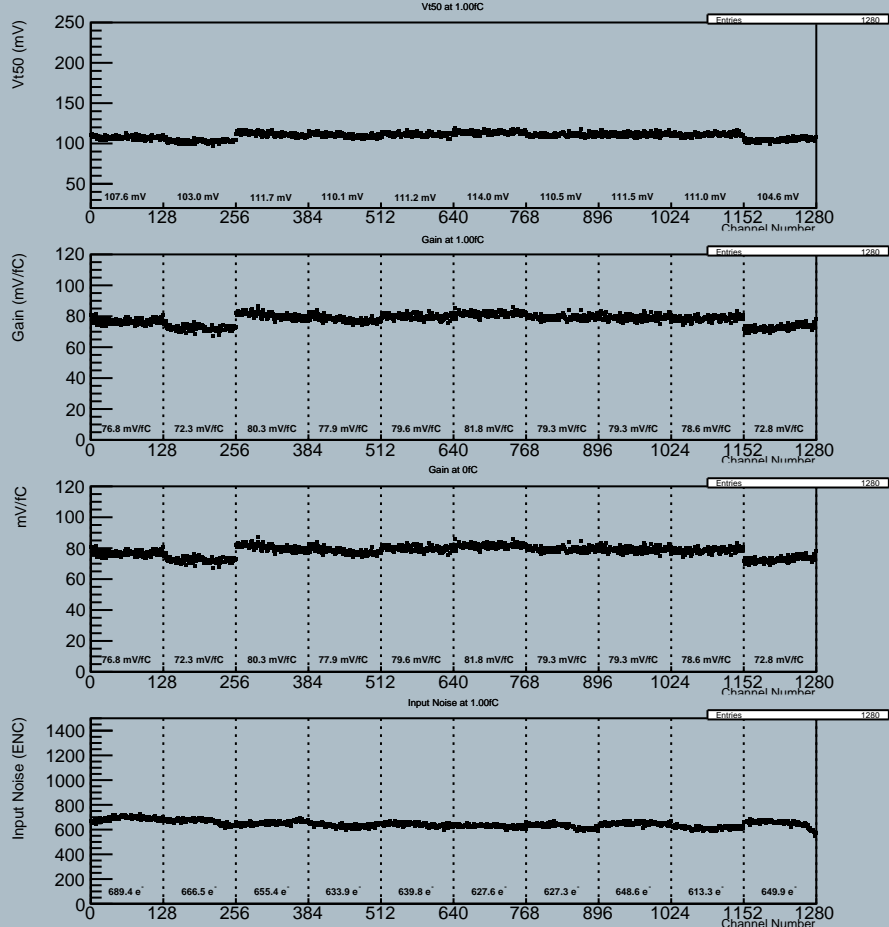 Vt50 at 1.00fC
Entries 1280
Vt50 (mV)
250
200
150
100
50
107.6 mV 103.0 mV 111.7 mV 110.1 mV 111.2 mV 114.0 mV 110.5 mV 111.5 mV 111.0 mV 104.6 mV
0 128 256 384 512 640 768 896 1024 1152 1280
Channel Number
Gain at 1.00fC
Entries 1280
Gain (mV/fC)
120
100
80
60
40
20
0
76.8 mV/fC 72.3 mV/fC 80.3 mV/fC 77.9 mV/fC 79.6 mV/fC 81.8 mV/fC 79.3 mV/fC 79.3 mV/fC 78.6 mV/fC 72.8 mV/fC
0 128 256 384 512 640 768 896 1024 1152 1280
Channel Number
Gain at 0fC
Entries 1280
mV/fC
120
100
80
60
40
20
0
76.8 mV/fC 72.3 mV/fC 80.3 mV/fC 77.9 mV/fC 79.6 mV/fC 81.8 mV/fC 79.3 mV/fC 79.3 mV/fC 78.6 mV/fC 72.8 mV/fC
0 128 256 384 512 640 768 896 1024 1152 1280
Channel Number
Input Noise at 1.00fC
Entries 1280
Input Noise (ENC)
1400
1200
1000
800
600
400
200
0
689.4 e⁻ 666.5 e⁻ 655.4 e⁻ 633.9 e⁻ 639.8 e⁻ 627.6 e⁻ 627.3 e⁻ 648.6 e⁻ 613.3 e⁻ 649.9 e⁻
0 128 256 384 512 640 768 896 1024 1152 1280
Channel Number